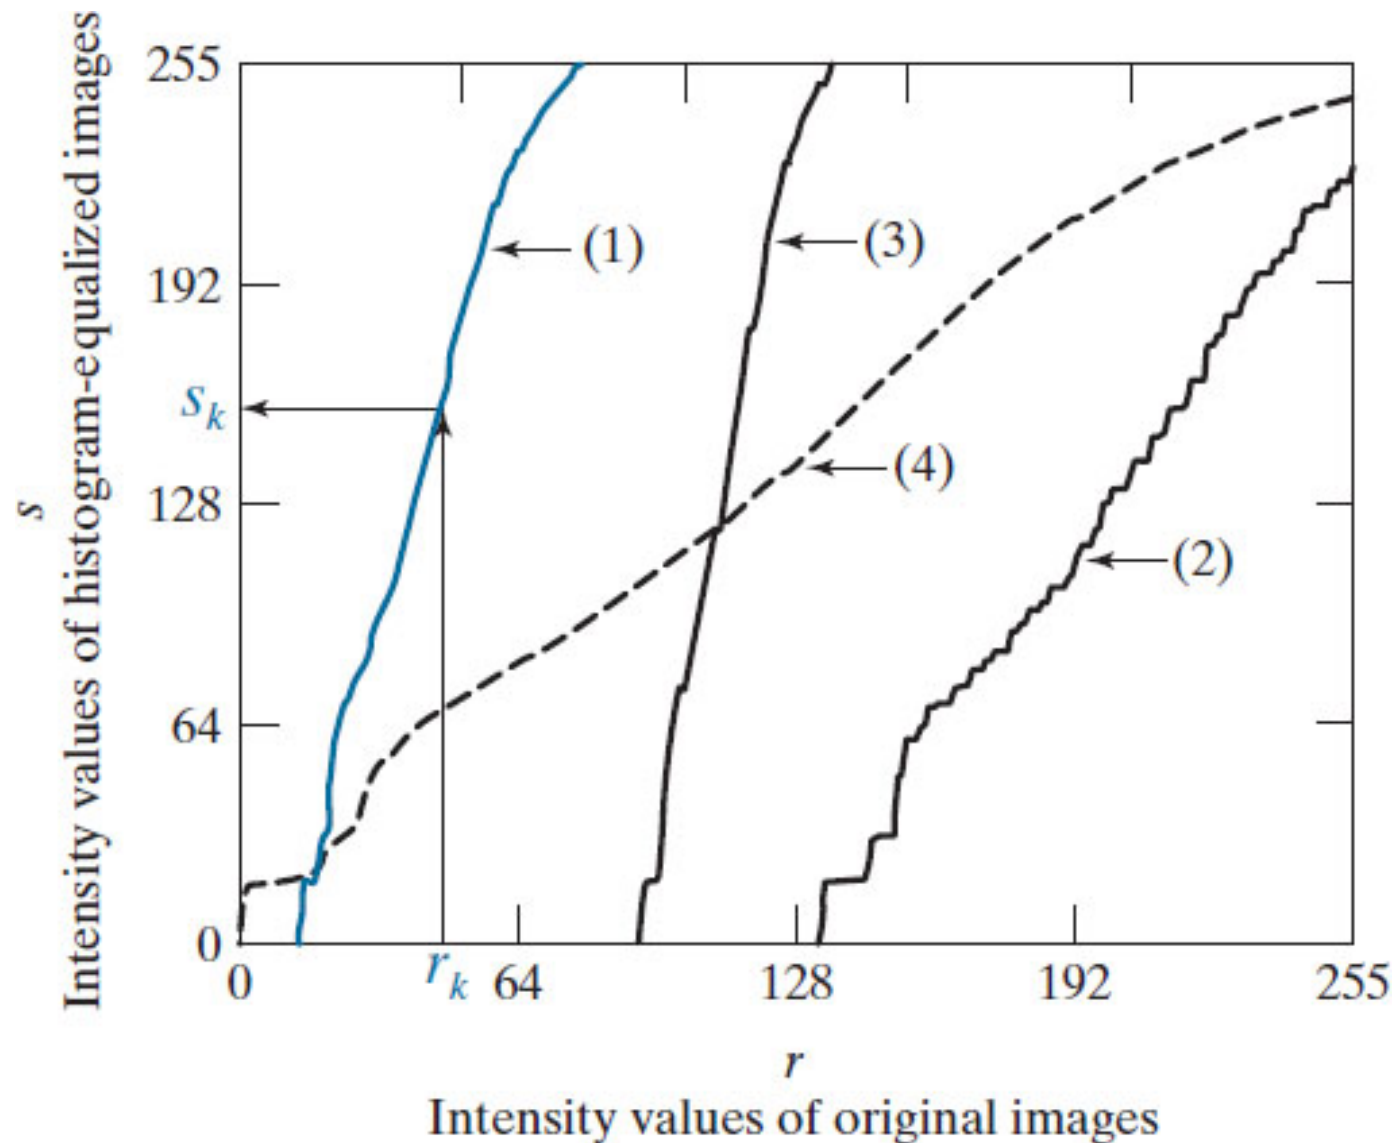 Intensity values of histogram-equalized images
s
255
192
s_k
128
64
0
(1)
(3)
(4)
(2)
0
r_k
64
128
192
255
r
Intensity values of original images